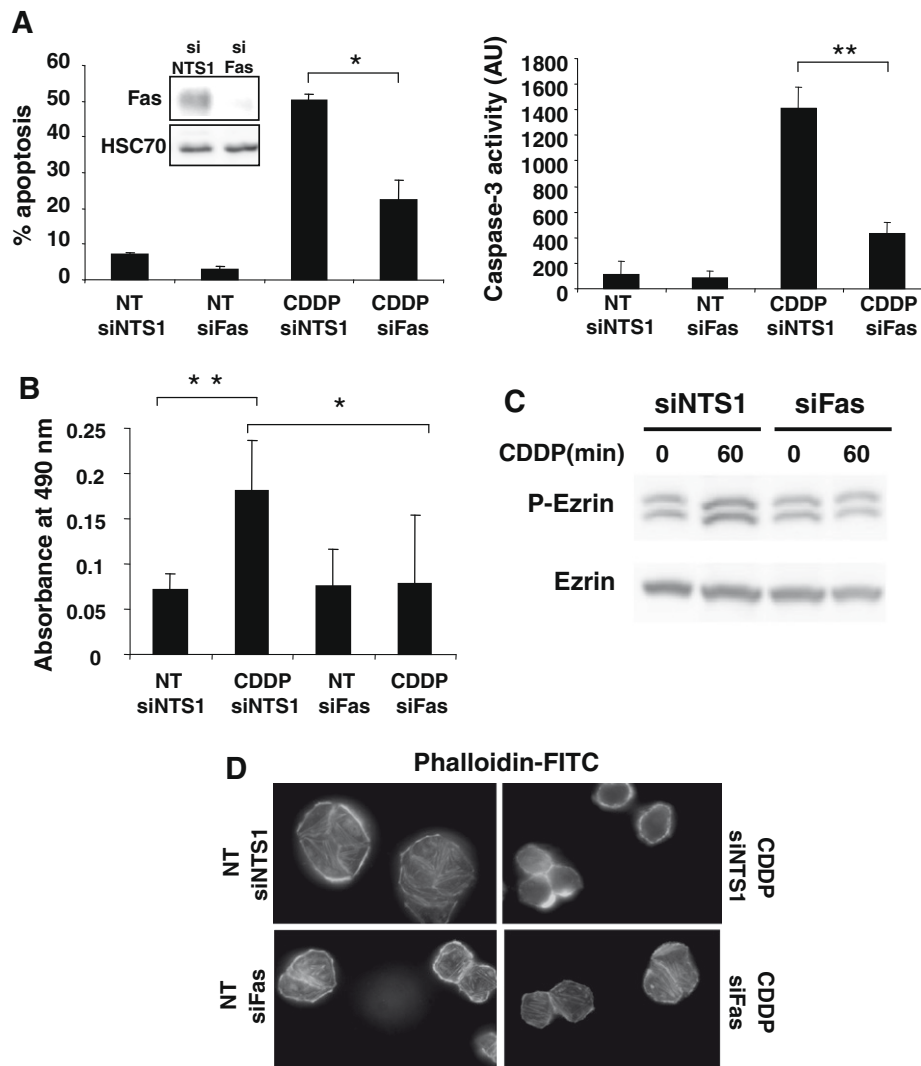 A
% apoptosis
60
50
40
30
20
10
0
si
NTS1
si
Fas
Fas
HSC70
*
NT
siNTS1
NT
siFas
CDDP
siNTS1
CDDP
siFas
Caspase-3 activity (AU)
1800
1600
1400
1200
1000
800
600
400
200
0
**
NT
siNTS1
NT
siFas
CDDP
siNTS1
CDDP
siFas
B
Absorbance at 490 nm
0.25
0.2
0.15
0.1
0.05
0
* *
*
NT
siNTS1
CDDP
siNTS1
NT
siFas
CDDP
siFas
C
siNTS1 siFas
CDDP(min) 0 60 0 60
P-Ezrin
Ezrin
D
Phalloidin-FITC
NT
siNTS1
CDDP
siNTS1
NT
siFas
CDDP
siFas